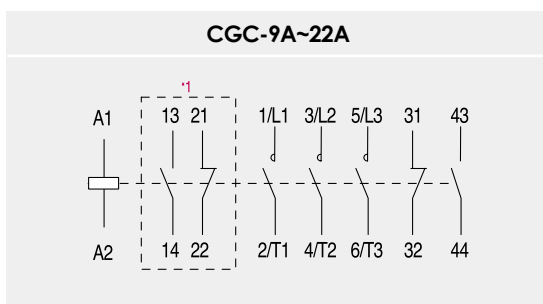 CGC-9A~22A
*1
A1 13 21 1/L1 3/L2 5/L3 31 43
A2 14 22 2/T1 4/T2 6/T3 32 44